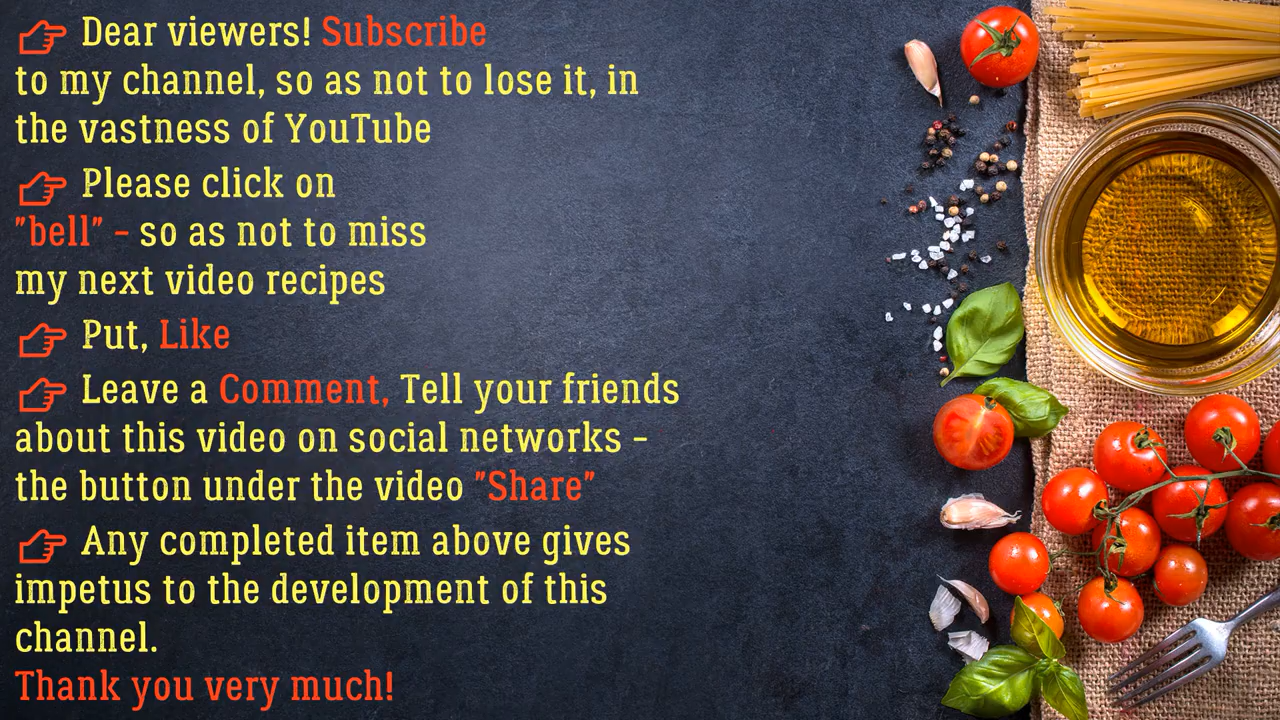 Dear viewers! Subscribe
to my channel, so as not to lose it, in
the vastness of YouTube
Please click on
"bell" - so as not to miss
my next video recipes
Put, Like
Leave a Comment, Tell your friends
about this video on social networks -
the button under the video "Share"
Any completed item above gives
impetus to the development of this
channel.
Thank you very much!